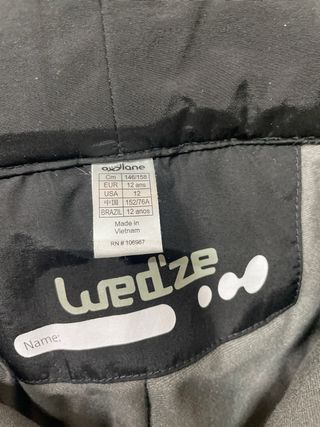 oxylane
Cm 146/158
EUR 12 ans
USA 12
中国 152/76A
BRAZIL 12 anos
Made in
Vietnam
RN # 106967
wed'ze
Name: